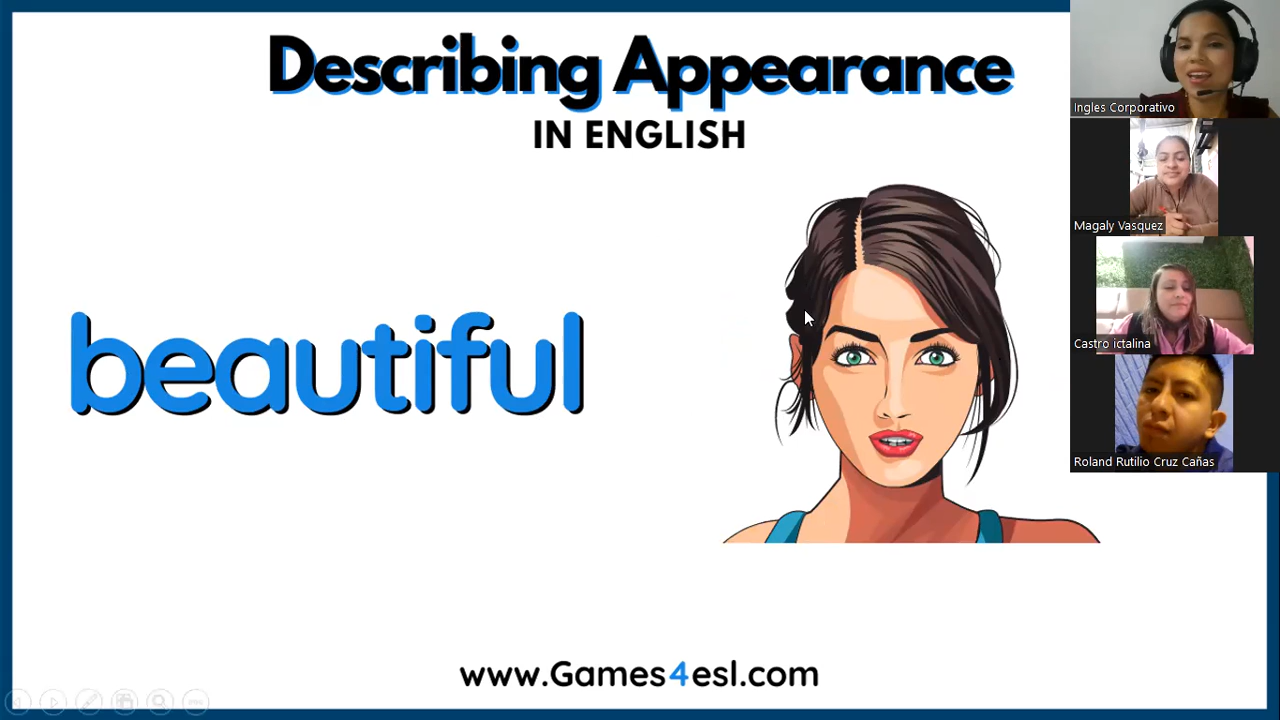 Describing Appearance
IN ENGLISH
beautiful
www.Games4esl.com
Ingles Corporativo
Magaly Vasquez
Castro ictalina
Roland Rutilio Cruz Cañas